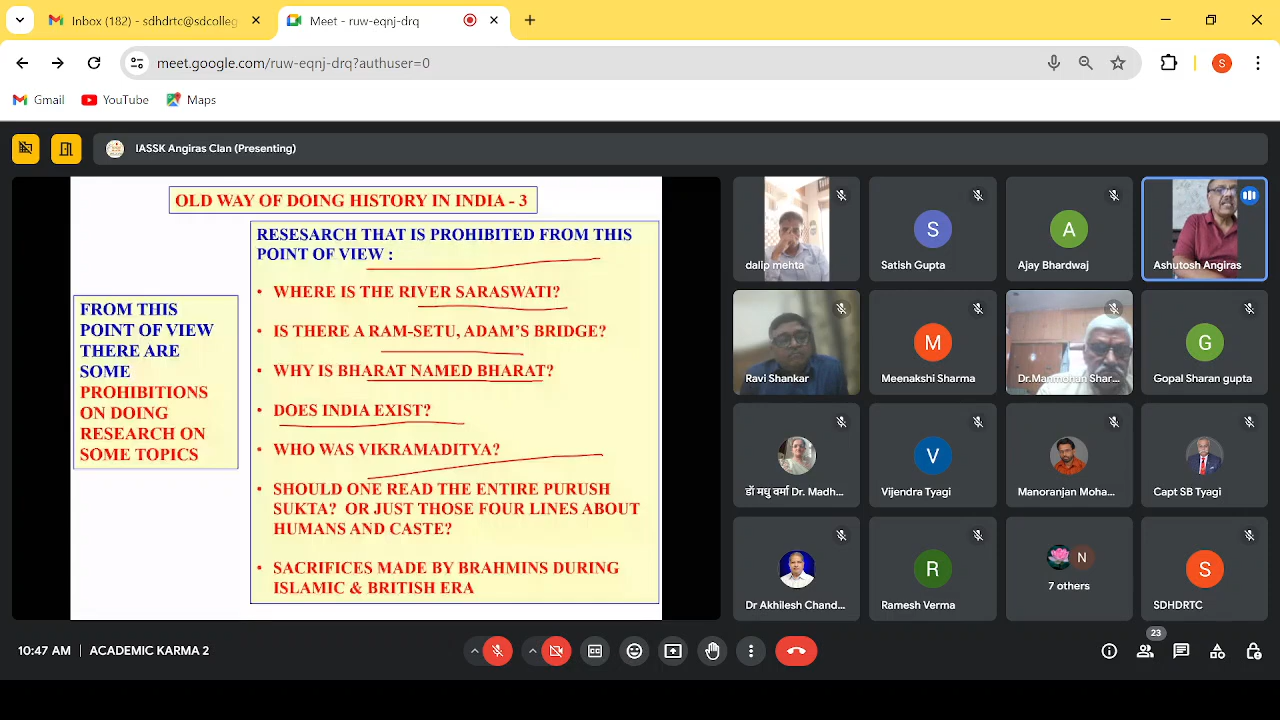 Inbox (182) - sdhdrtc@sdcolleg
Meet - ruw-eqnj-drq
meet.google.com/ruw-eqnj-drq?authuser=0
S
Gmail
YouTube
Maps
IASSK Angiras Clan (Presenting)
OLD WAY OF DOING HISTORY IN INDIA - 3
FROM THIS
POINT OF VIEW
THERE ARE
SOME
PROHIBITIONS
ON DOING
RESEARCH ON
SOME TOPICS
RESESARCH THAT IS PROHIBITED FROM THIS
POINT OF VIEW :
• WHERE IS THE RIVER SARASWATI?
• IS THERE A RAM-SETU, ADAM'S BRIDGE?
• WHY IS BHARAT NAMED BHARAT?
• DOES INDIA EXIST?
• WHO WAS VIKRAMADITYA?
• SHOULD ONE READ THE ENTIRE PURUSH
SUKTA? OR JUST THOSE FOUR LINES ABOUT
HUMANS AND CASTE?
• SACRIFICES MADE BY BRAHMINS DURING
ISLAMIC & BRITISH ERA
dalip mehta
S
Satish Gupta
A
Ajay Bhardwaj
Ashutosh Angiras
Ravi Shankar
M
Meenakshi Sharma
Dr.Manmohan Shar...
G
Gopal Sharan gupta
डॉ मधु वर्मा Dr. Madh...
V
Vijendra Tyagi
Manoranjan Moha...
Capt SB Tyagi
Dr Akhilesh Chand...
R
Ramesh Verma
N
7 others
S
SDHDRTC
10:47 AM | ACADEMIC KARMA 2
23